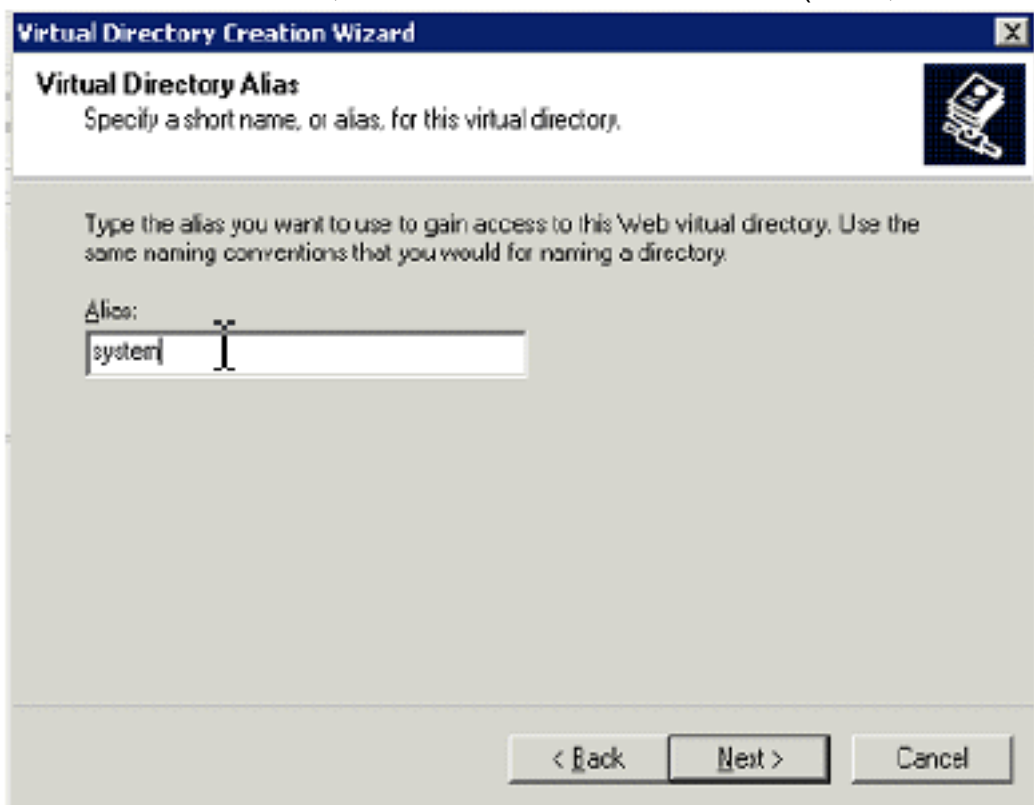 Virtual Directory Creation Wizard
Virtual Directory Alias
Specify a short name, or alias, for this virtual directory.
Type the alias you want to use to gain access to this Web virtual directory. Use the
same naming conventions that you would for naming a directory.
Alias:
system
< Back Next > Cancel